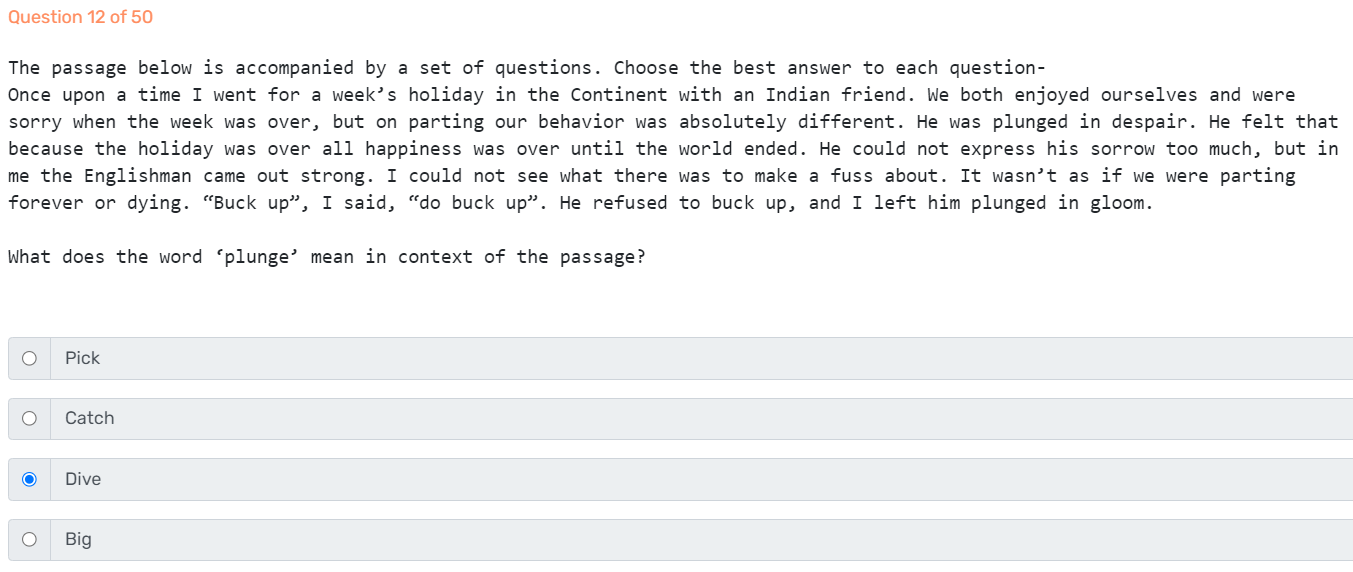 Question 12 of 50
The passage below is accompanied by a set of questions. Choose the best answer to each question-
Once upon a time I went for a week’s holiday in the Continent with an Indian friend. We both enjoyed ourselves and were
sorry when the week was over, but on parting our behavior was absolutely different. He was plunged in despair. He felt that
because the holiday was over all happiness was over until the world ended. He could not express his sorrow too much, but in
me the Englishman came out strong. I could not see what there was to make a fuss about. It wasn’t as if we were parting
forever or dying. “Buck up”, I said, “do buck up”. He refused to buck up, and I left him plunged in gloom.
What does the word ‘plunge’ mean in context of the passage?
Pick
Catch
Dive
Big